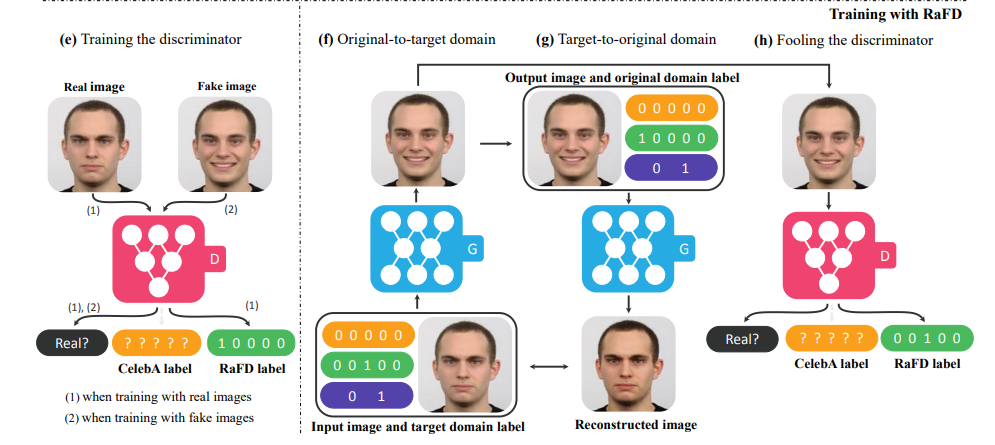 Training with RaFD
(e) Training the discriminator
(f) Original-to-target domain
(g) Target-to-original domain
(h) Fooling the discriminator
Real image
Fake image
(1)
(2)
D
(1), (2)
(1)
Real?
? ? ? ? ?
1 0 0 0 0
CelebA label
RaFD label
(1) when training with real images
(2) when training with fake images
G
0 0 0 0 0
0 0 1 0 0
0 1
Input image and target domain label
Output image and original domain label
0 0 0 0 0
1 0 0 0 0
0 1
G
Reconstructed image
D
Real?
? ? ? ? ?
0 0 1 0 0
CelebA label
RaFD label